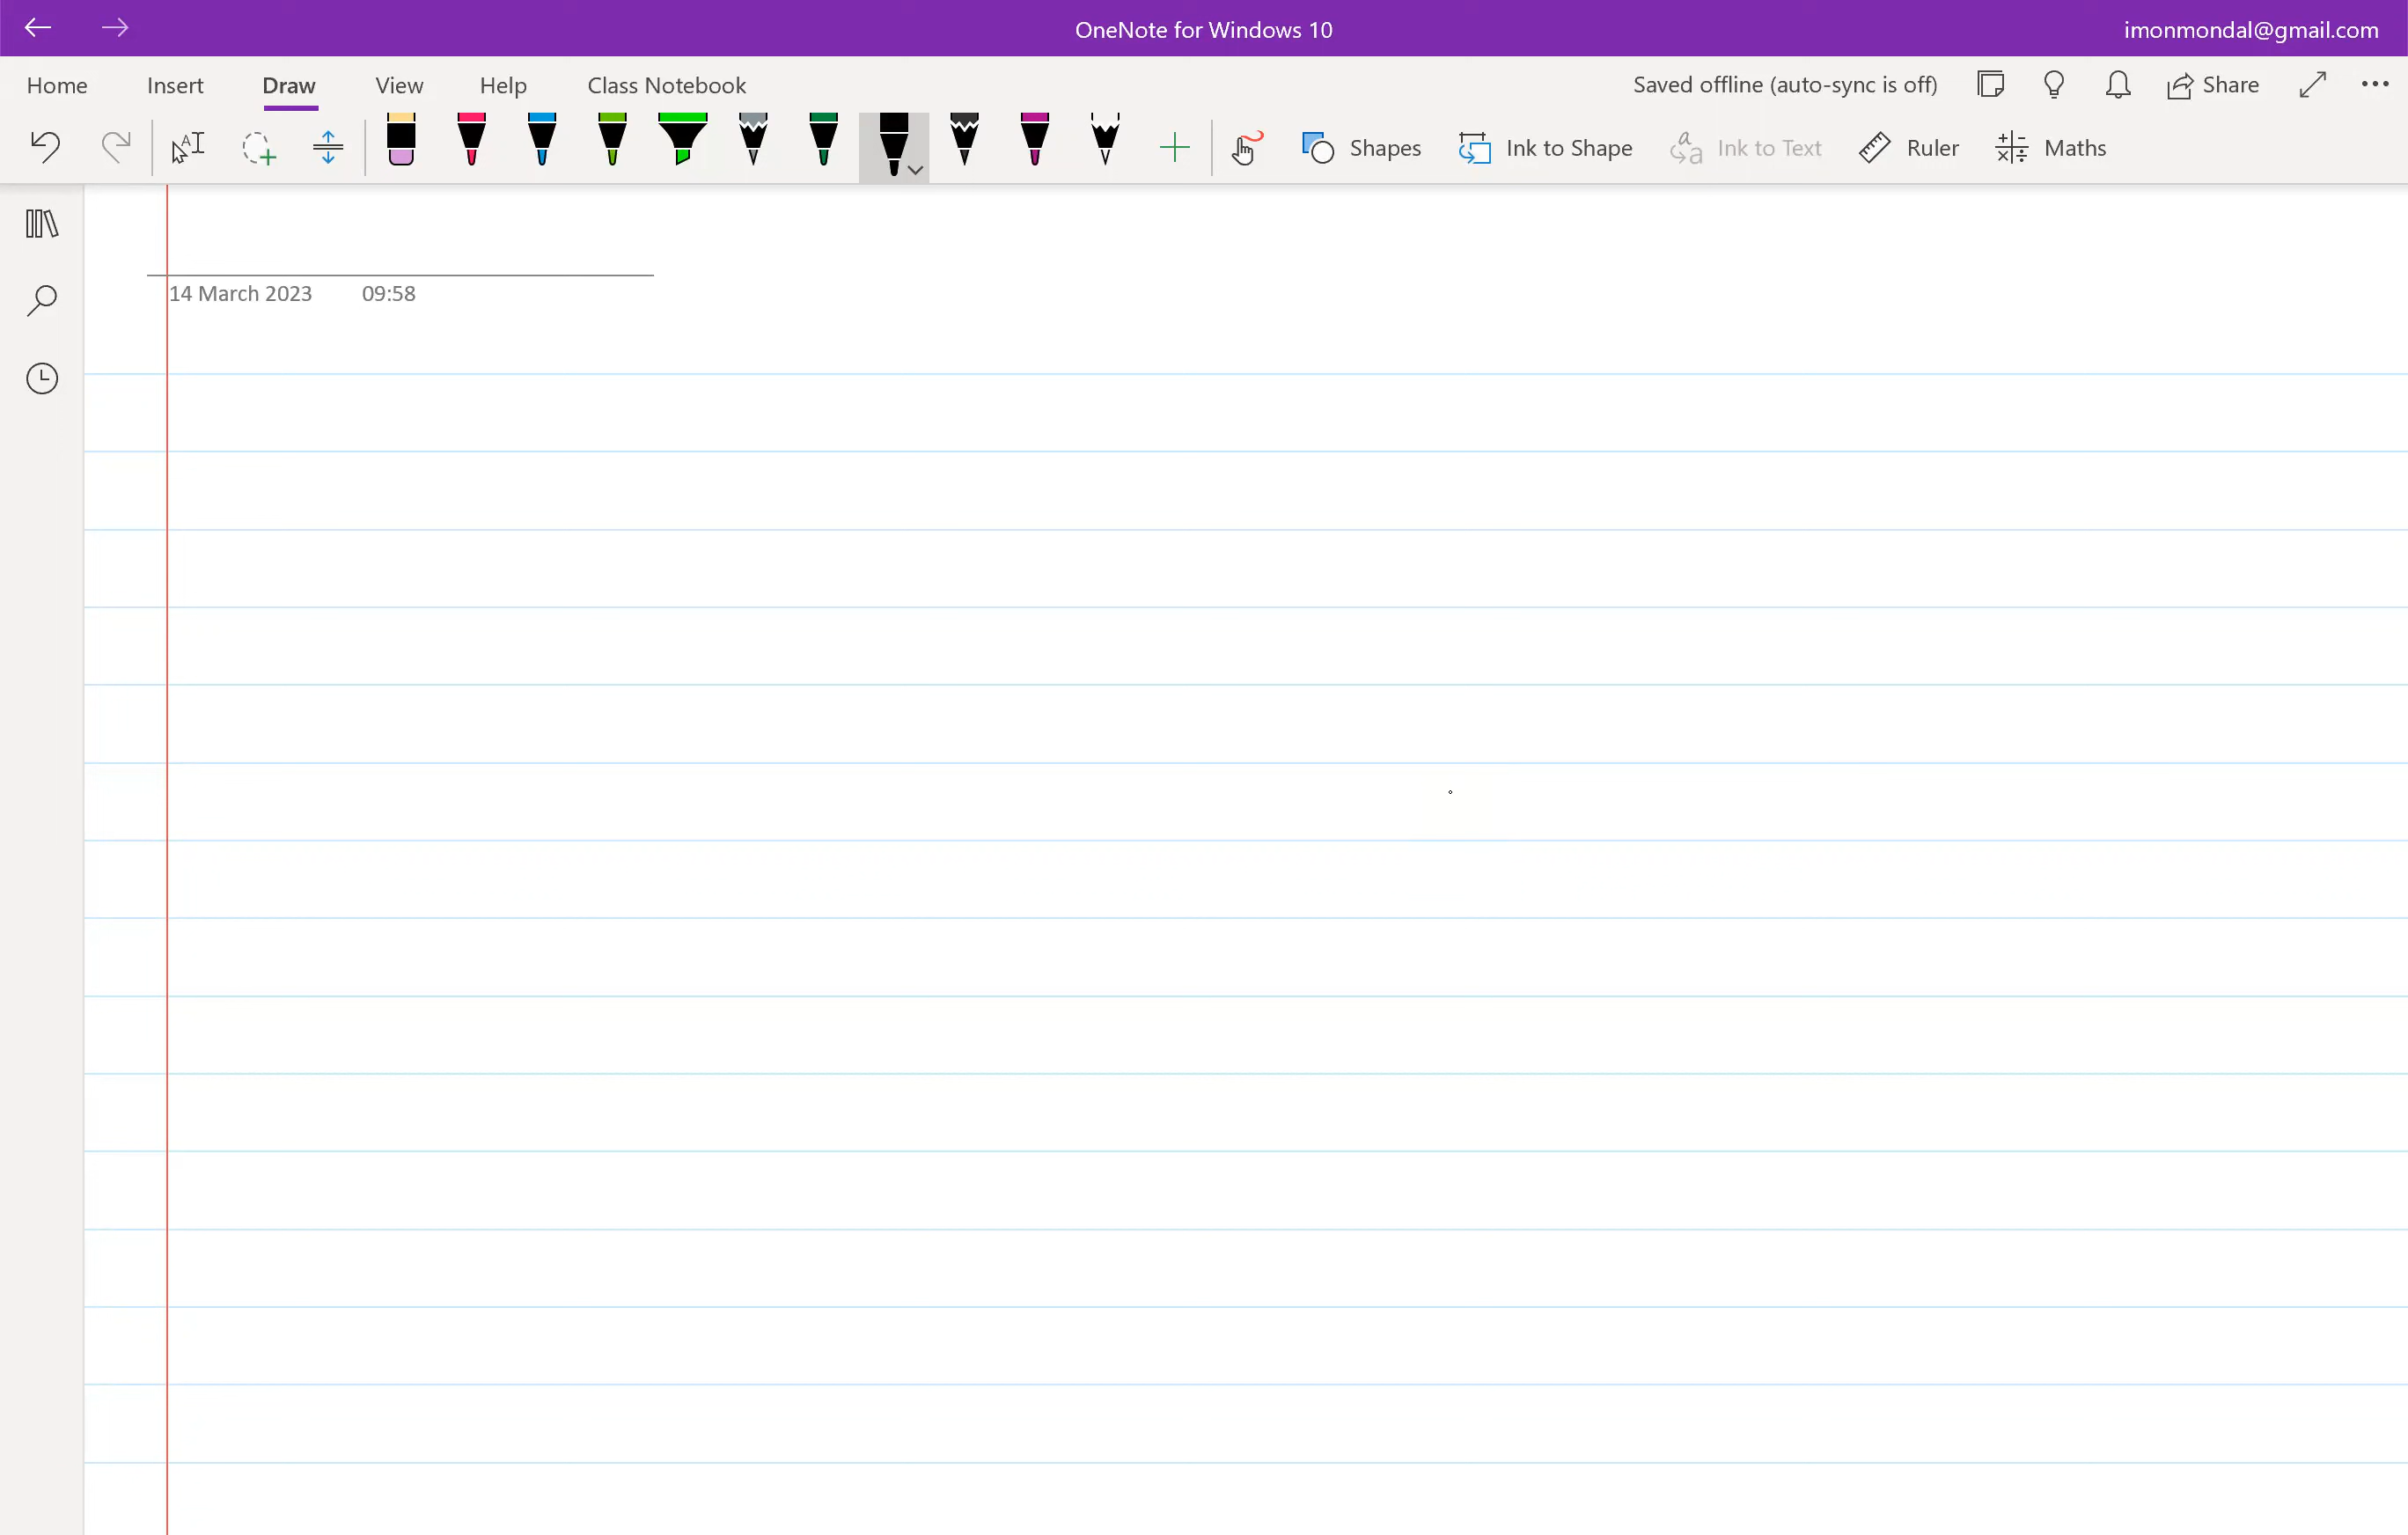 OneNote for Windows 10 imonmondal@gmail.com
Home Insert Draw View Help Class Notebook Saved offline (auto-sync is off) Share
Shapes Ink to Shape Ink to Text Ruler Maths
14 March 2023 09:58